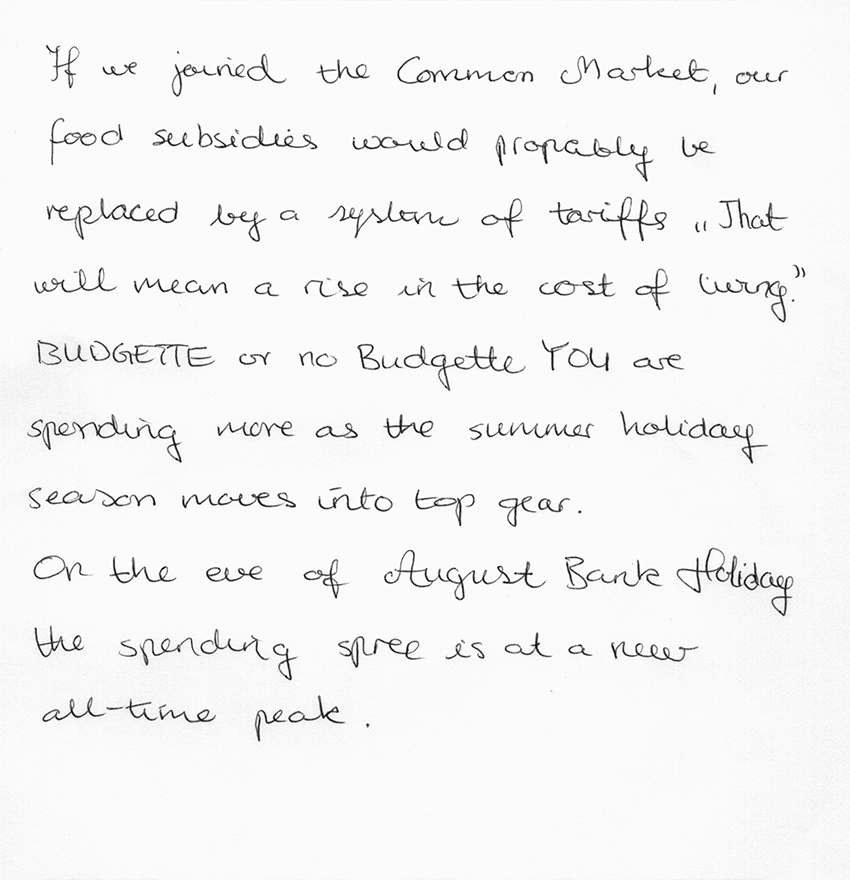 If we joined the Common Market, our
food subsidies would propably be
replaced by a system of tariffs „That
will mean a rise in the cost of living."
BUDGETTE or no Budgette YOU are
spending more as the summer holiday
season moves into top gear.
On the eve of August Bank Holiday
the spending spree is at a new
all-time peak.